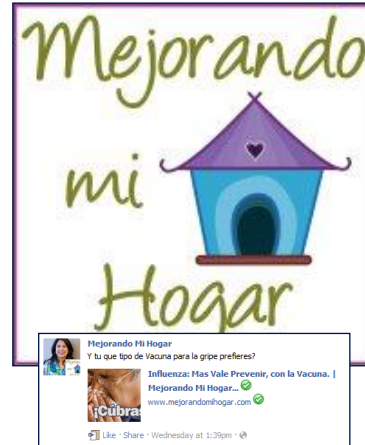 Mejorando
mi
Hogar
Mejorando Mi Hogar
Y tu que tipo de Vacuna para la gripe prefieres?
Influenza: Mas Vale Prevenir, con la Vacuna. |
Mejorando Mi Hogar...
www.mejorandomihogar.com
¡Cúbras
Like · Share · Wednesday at 1:39pm ·